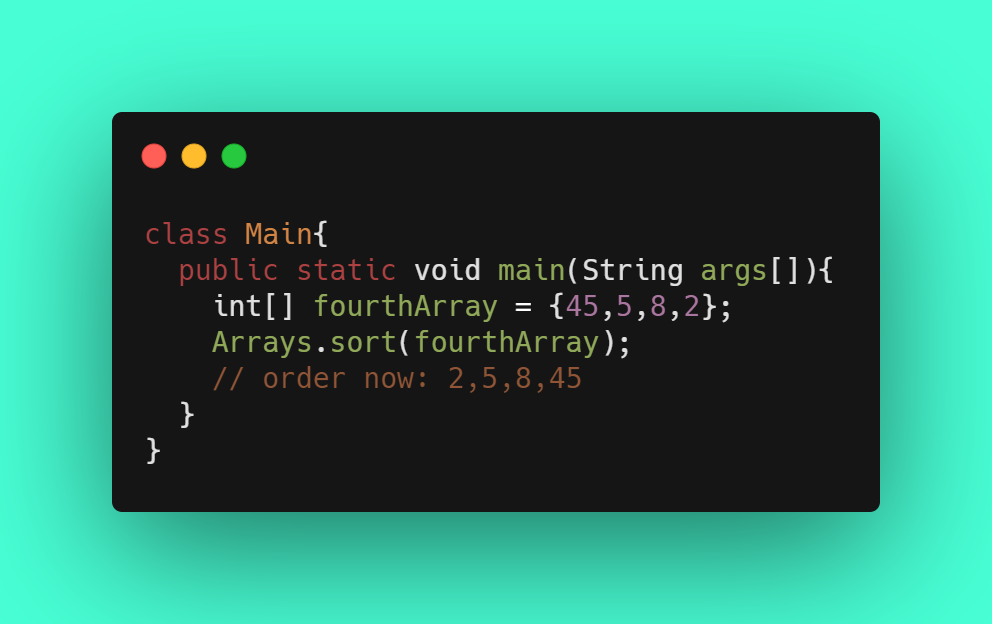 class Main{
  public static void main(String args[]){
    int[] fourthArray = {45,5,8,2};
    Arrays.sort(fourthArray);
    // order now: 2,5,8,45
  }
}